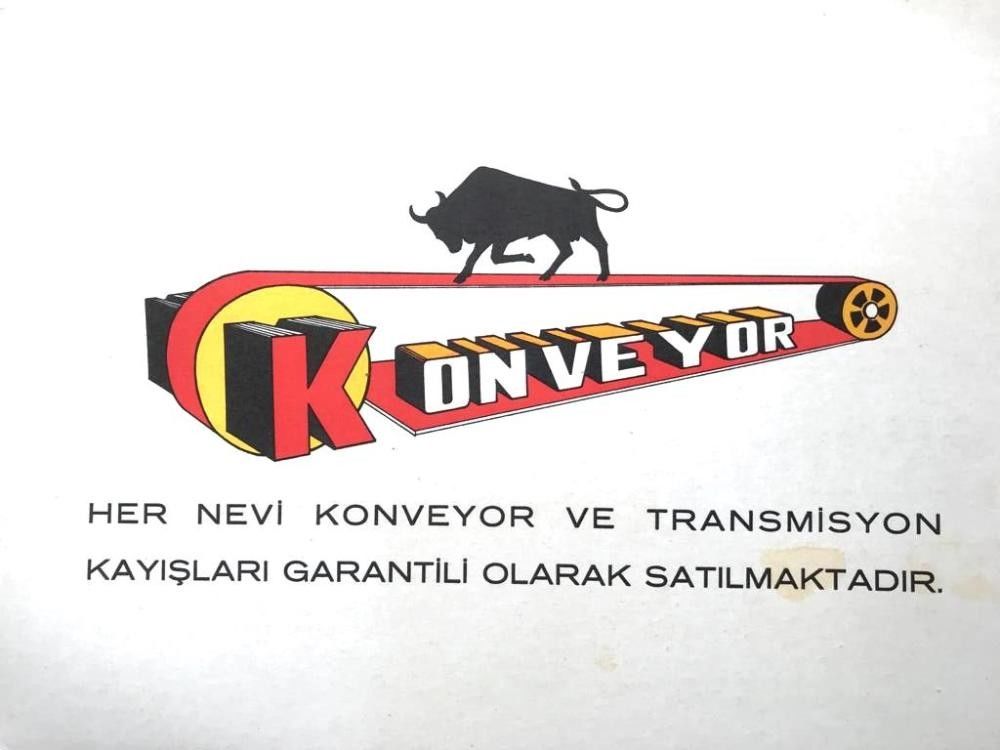 KONVEYOR
HER NEVİ KONVEYOR VE TRANSMİSYON
KAYIŞLARI GARANTİLİ OLARAK SATILMAKTADIR.